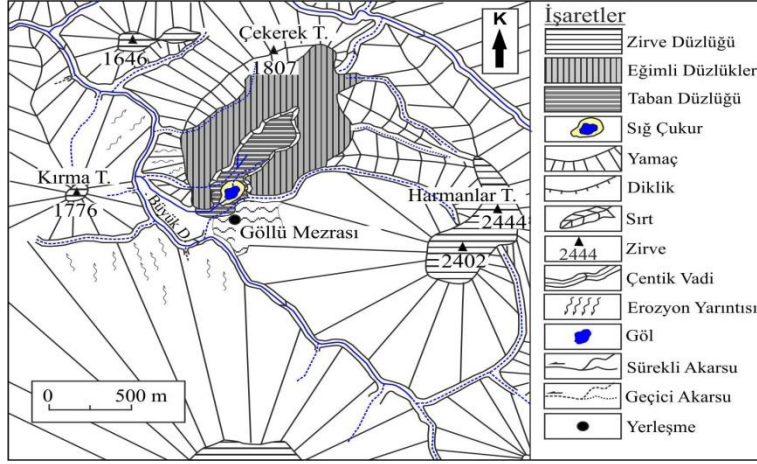 Çekerek T.
1807
1646
K
Kırma T.
1776
Büyük D.
Göllü Mezrası
Harmanlar T.
2444
2402
0 500 m
İşaretler
Zirve Düzlüğü
Eğimli Düzlükler
Taban Düzlüğü
Sığ Çukur
Yamaç
Diklik
Sırt
Zirve
2444
Çentik Vadi
Erozyon Yarıntısı
Göl
Sürekli Akarsu
Geçici Akarsu
Yerleşme